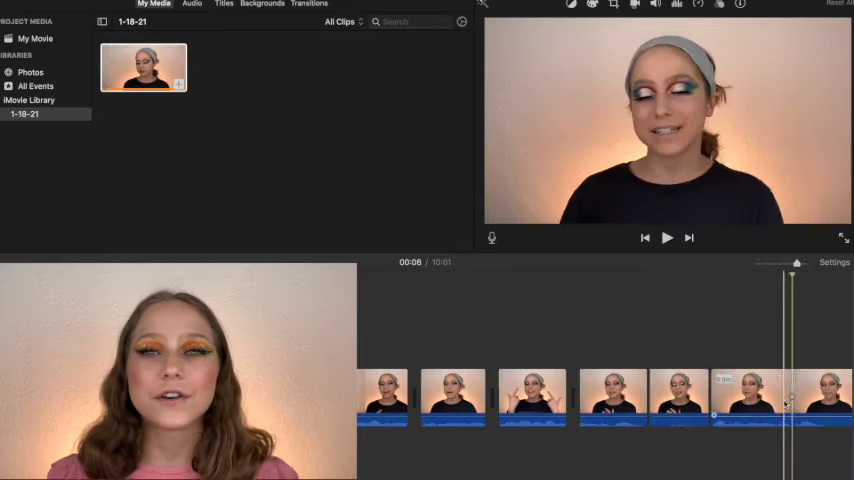 My Media Audio Titles Backgrounds Transitions
Reset All
PROJECT MEDIA
1-18-21
All Clips
Search
My Movie
LIBRARIES
Photos
All Events
iMovie Library
1-18-21
00:08 / 10:01
Settings